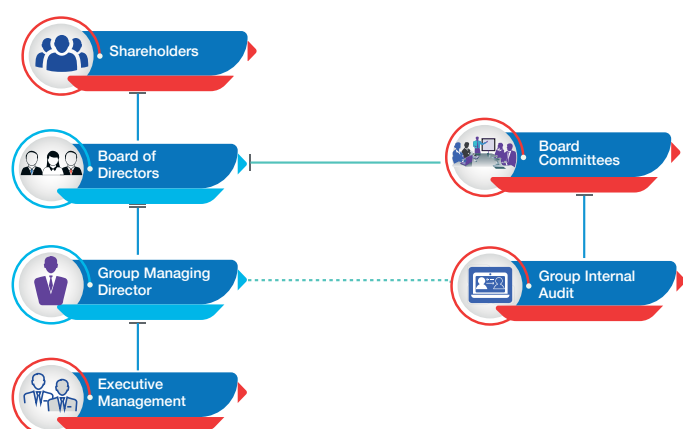 Shareholders
Board of
Directors
Board
Committees
Group Managing
Director
Group Internal
Audit
Executive
Management